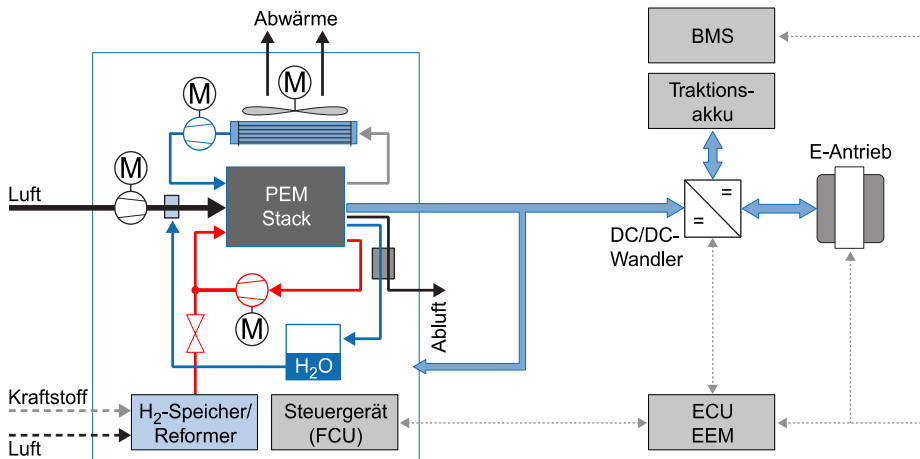 Abwärme
BMS
M
M
Traktions-
akku
M
E-Antrieb
Luft
PEM
Stack
=
=
DC/DC-
Wandler
M
Abluft
H₂O
Kraftstoff
H₂-Speicher/
Reformer
Steuergerät
(FCU)
ECU
EEM
Luft